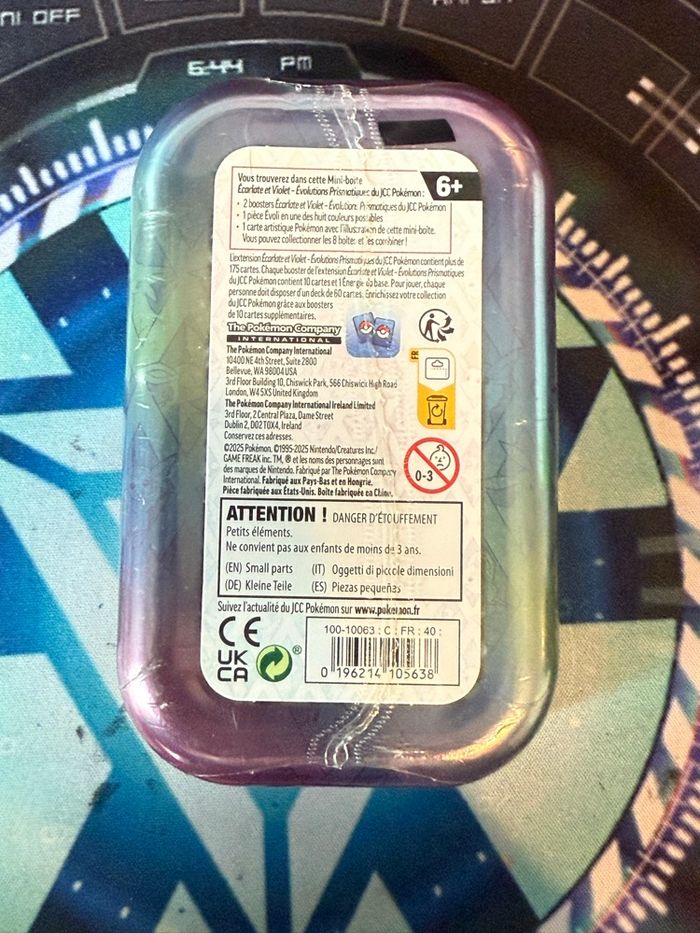 NI OFF
6:44 PM
Vous trouverez dans cette Mini-boîte
Écarlate et Violet - Évolutions Prismatiques du JCC Pokémon :
6+
• 2 boosters Écarlate et Violet - Évolutions Prismatiques du JCC Pokémon
• 1 pièce Évoli en une des huit couleurs possibles
• 1 carte artistique Pokémon avec l'illustration de cette mini-boîte.
Vous pouvez collectionner les 8 boîtes et les combiner !
L'extension Écarlate et Violet - Évolutions Prismatiques du JCC Pokémon contient plus de
175 cartes. Chaque booster de l'extension Écarlate et Violet - Évolutions Prismatiques
du JCC Pokémon contient 10 cartes et 1 Énergie de base. Pour jouer, chaque
personne doit disposer d'un deck de 60 cartes. Enrichissez votre collection
du JCC Pokémon grâce aux boosters
de 10 cartes supplémentaires.
The Pokémon Company
INTERNATIONAL
The Pokémon Company International
10400 NE 4th Street, Suite 2800
Bellevue, WA 98004 USA
3rd Floor Building 10, Chiswick Park, 566 Chiswick High Road
London, W4 5XS United Kingdom
The Pokémon Company International Ireland Limited
3rd Floor, 2 Central Plaza, Dame Street
Dublin 2, D02 T0X4, Ireland
Conservez ces adresses.
©2025 Pokémon. ©1995-2025 Nintendo/Creatures Inc./
GAME FREAK inc. TM, ® et les noms des personnages sont
des marques de Nintendo. Fabriqué par The Pokémon Company
International. Fabriqué aux Pays-Bas et en Hongrie.
Pièce fabriquée aux États-Unis. Boîte fabriquée en Chine.
FR
0-3
ATTENTION ! DANGER D'ÉTOUFFEMENT
Petits éléments.
Ne convient pas aux enfants de moins de 3 ans.
(EN) Small parts (IT) Oggetti di piccole dimensioni
(DE) Kleine Teile (ES) Piezas pequeñas
Suivez l'actualité du JCC Pokémon sur www.pokemon.fr
CE
UK
CA
®
100-10063 : C : FR : 40 :
0 196214 105638